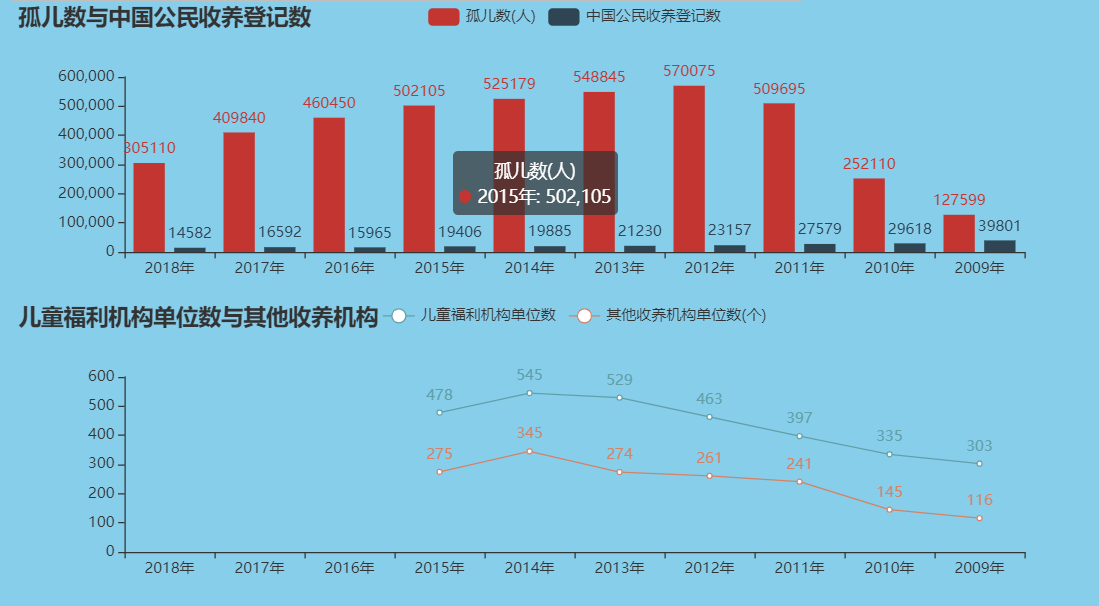 孤儿数与中国公民收养登记数
孤儿数(人) 中国公民收养登记数
600,000
500,000
400,000
300,000
200,000
100,000
0
305110 409840 460450 502105 525179 548845 570075 509695 252110 127599
14582 16592 15965 19406 19885 21230 23157 27579 29618 39801
孤儿数(人)
2015年: 502,105
2018年 2017年 2016年 2015年 2014年 2013年 2012年 2011年 2010年 2009年
儿童福利机构单位数与其他收养机构
儿童福利机构单位数 其他收养机构单位数(个)
600
500
400
300
200
100
0
478 545 529 463 397 335 303
275 345 274 261 241 145 116
2018年 2017年 2016年 2015年 2014年 2013年 2012年 2011年 2010年 2009年